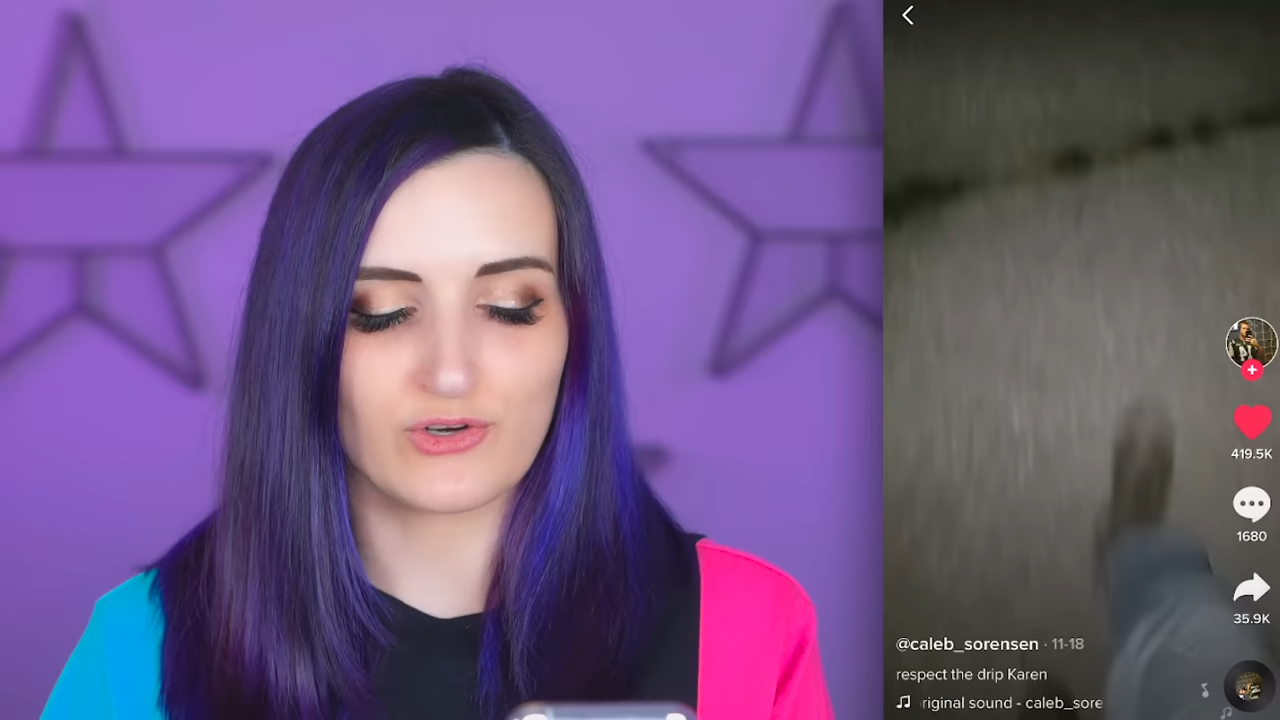 419.5K
1680
35.9K
@caleb_sorensen · 11-18
respect the drip Karen
riginal sound - caleb_sore